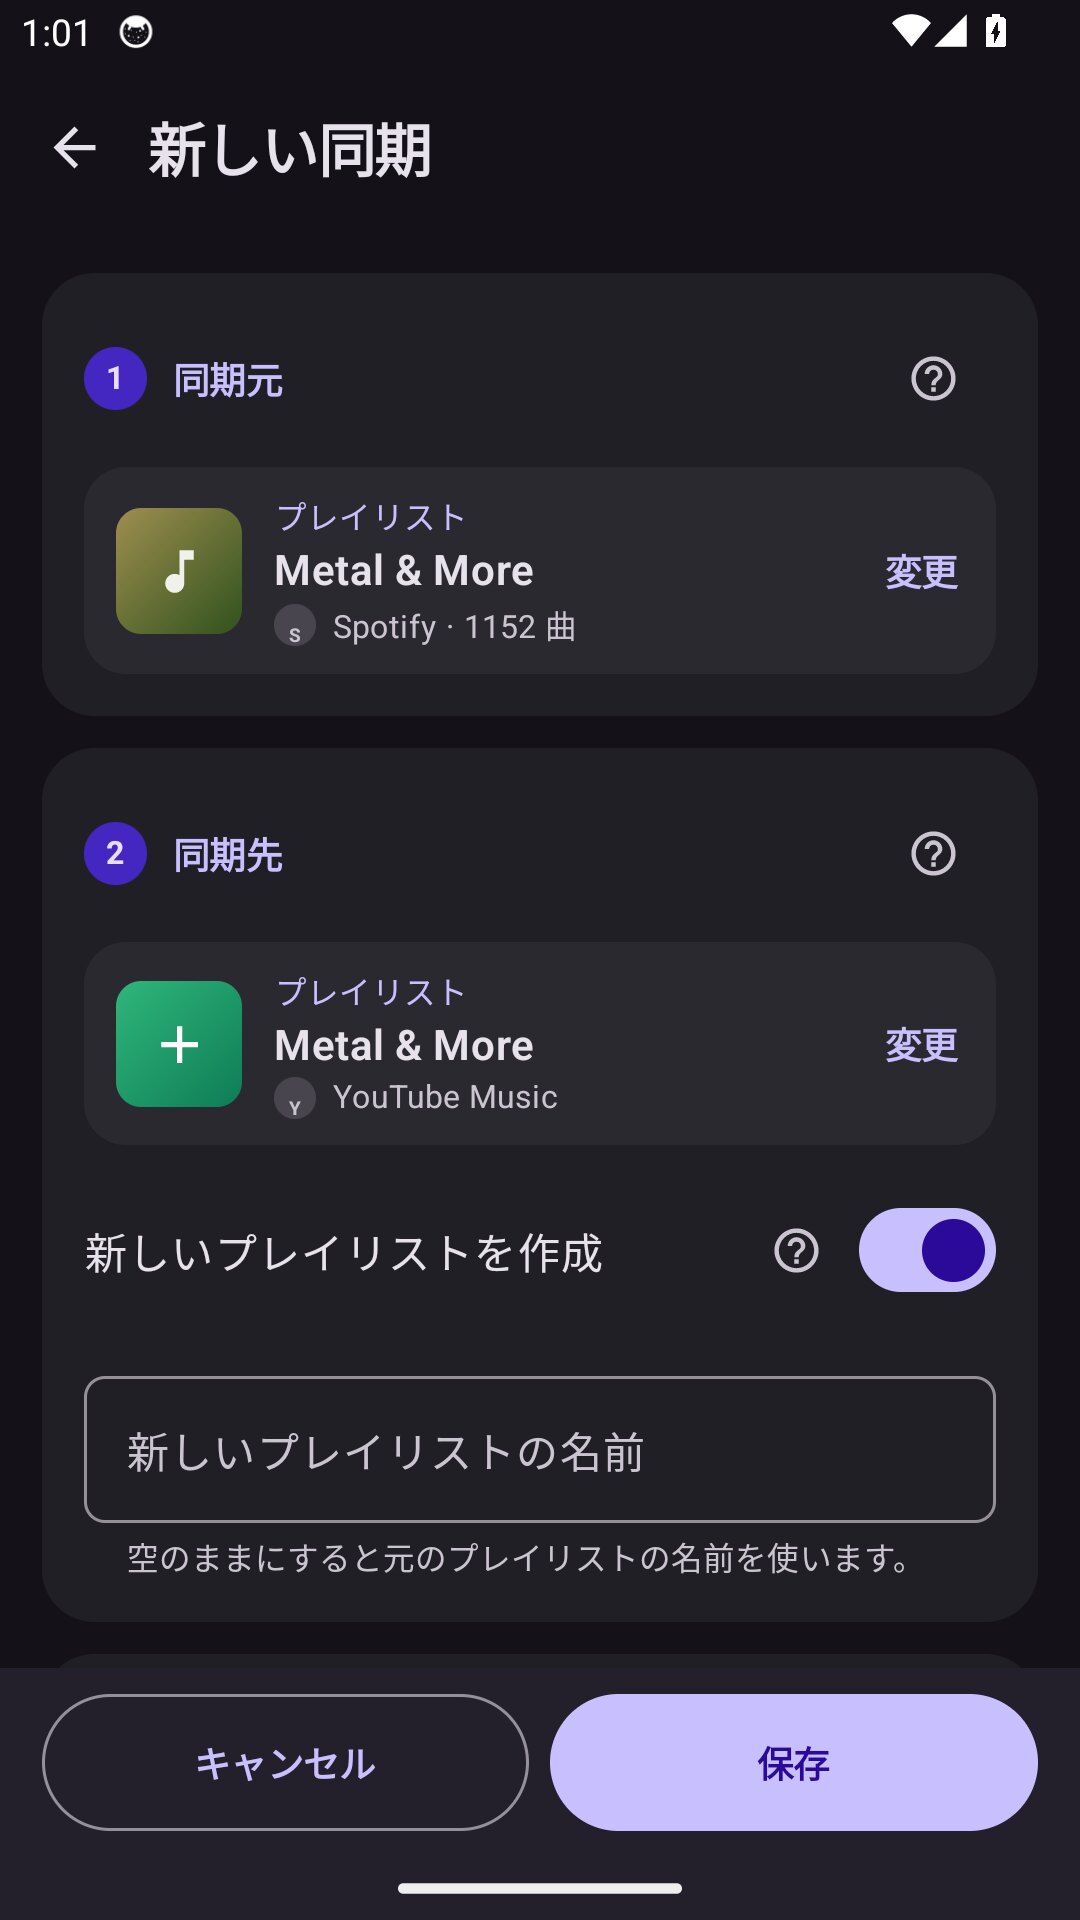 1:01
新しい同期
1 同期元
プレイリスト
Metal & More
変更
S Spotify · 1152 曲
2 同期先
プレイリスト
Metal & More
変更
Y YouTube Music
新しいプレイリストを作成
新しいプレイリストの名前
空のままにすると元のプレイリストの名前を使います。
キャンセル
保存